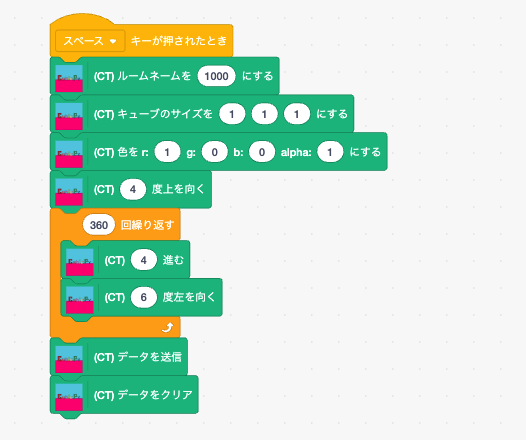 スペース キーが押されたとき
(CT) ルームネームを 1000 にする
(CT) キューブのサイズを 1 1 1 にする
(CT) 色を r: 1 g: 0 b: 0 alpha: 1 にする
(CT) 4 度上を向く
360 回繰り返す
(CT) 4 進む
(CT) 6 度左を向く
(CT) データを送信
(CT) データをクリア